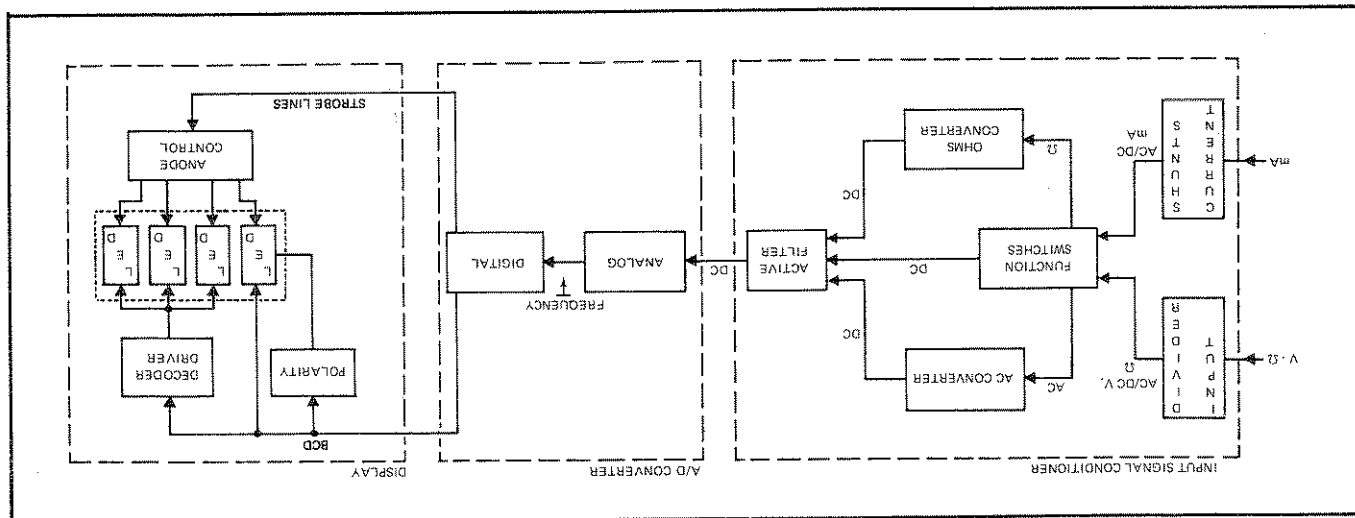 INPUT SIGNAL CONDITIONER
A/D CONVERTER
DISPLAY
V - Ω
INPUT
DIVIDER
AC/DC V,
Ω
AC
AC CONVERTER
DC
FUNCTION
SWITCHES
DC
ACTIVE
FILTER
DC
mA
CURRENT
SHUNTS
AC/DC
mA
Ω
OHMS
CONVERTER
DC
ANALOG
FREQUENCY
DIGITAL
BCD
POLARITY
DECODER
DRIVER
LED
LED
LED
LED
ANODE
CONTROL
STROBE LINES